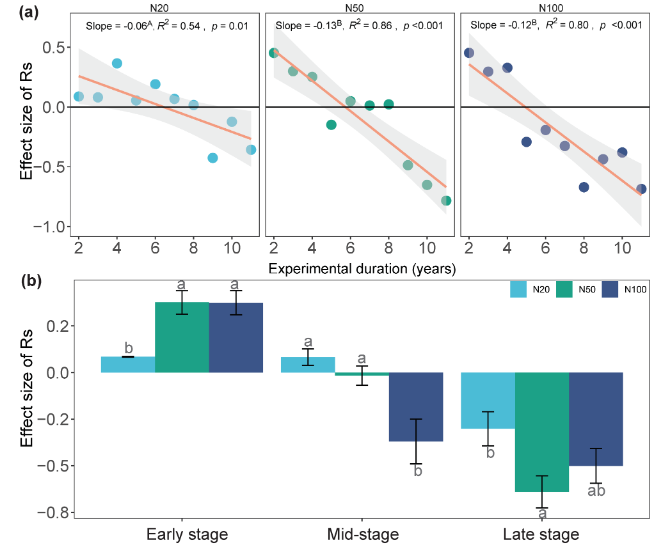 (a)
N20 N50 N100
Slope = -0.06A, R2 = 0.54 , p = 0.01
Slope = -0.13B, R2 = 0.86 , p <0.001
Slope = -0.12B, R2 = 0.80 , p <0.001
Effect size of Rs
0.5
0.0
−0.5
−1.0
2 4 6 8 10 2 4 6 8 10 2 4 6 8 10
Experimental duration (years)
(b)
N20 N50 N100
Effect size of Rs
0.2
0.0
−0.2
−0.5
−0.8
b a a
a a b
b a ab
Early stage Mid-stage Late stage